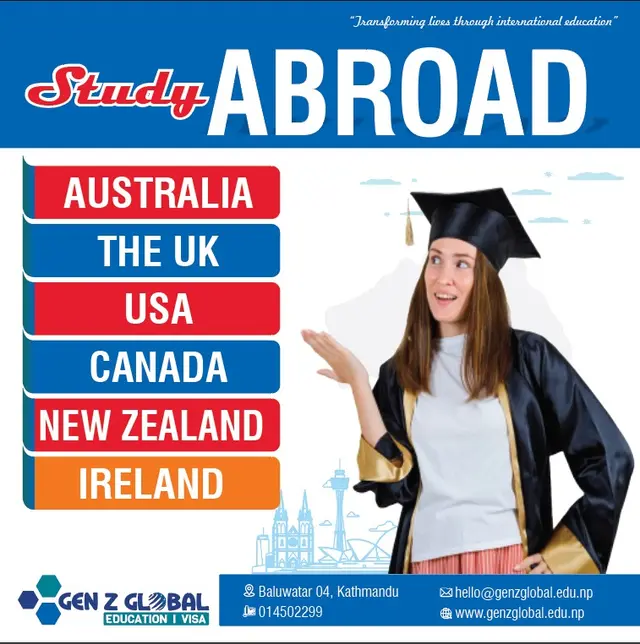 “Transforming lives through international education”
Study ABROAD
AUSTRALIA
THE UK
USA
CANADA
NEW ZEALAND
IRELAND
GEN Z GLOBAL
EDUCATION I VISA
Baluwatar 04, Kathmandu
014502299
hello@genzglobal.edu.np
www.genzglobal.edu.np